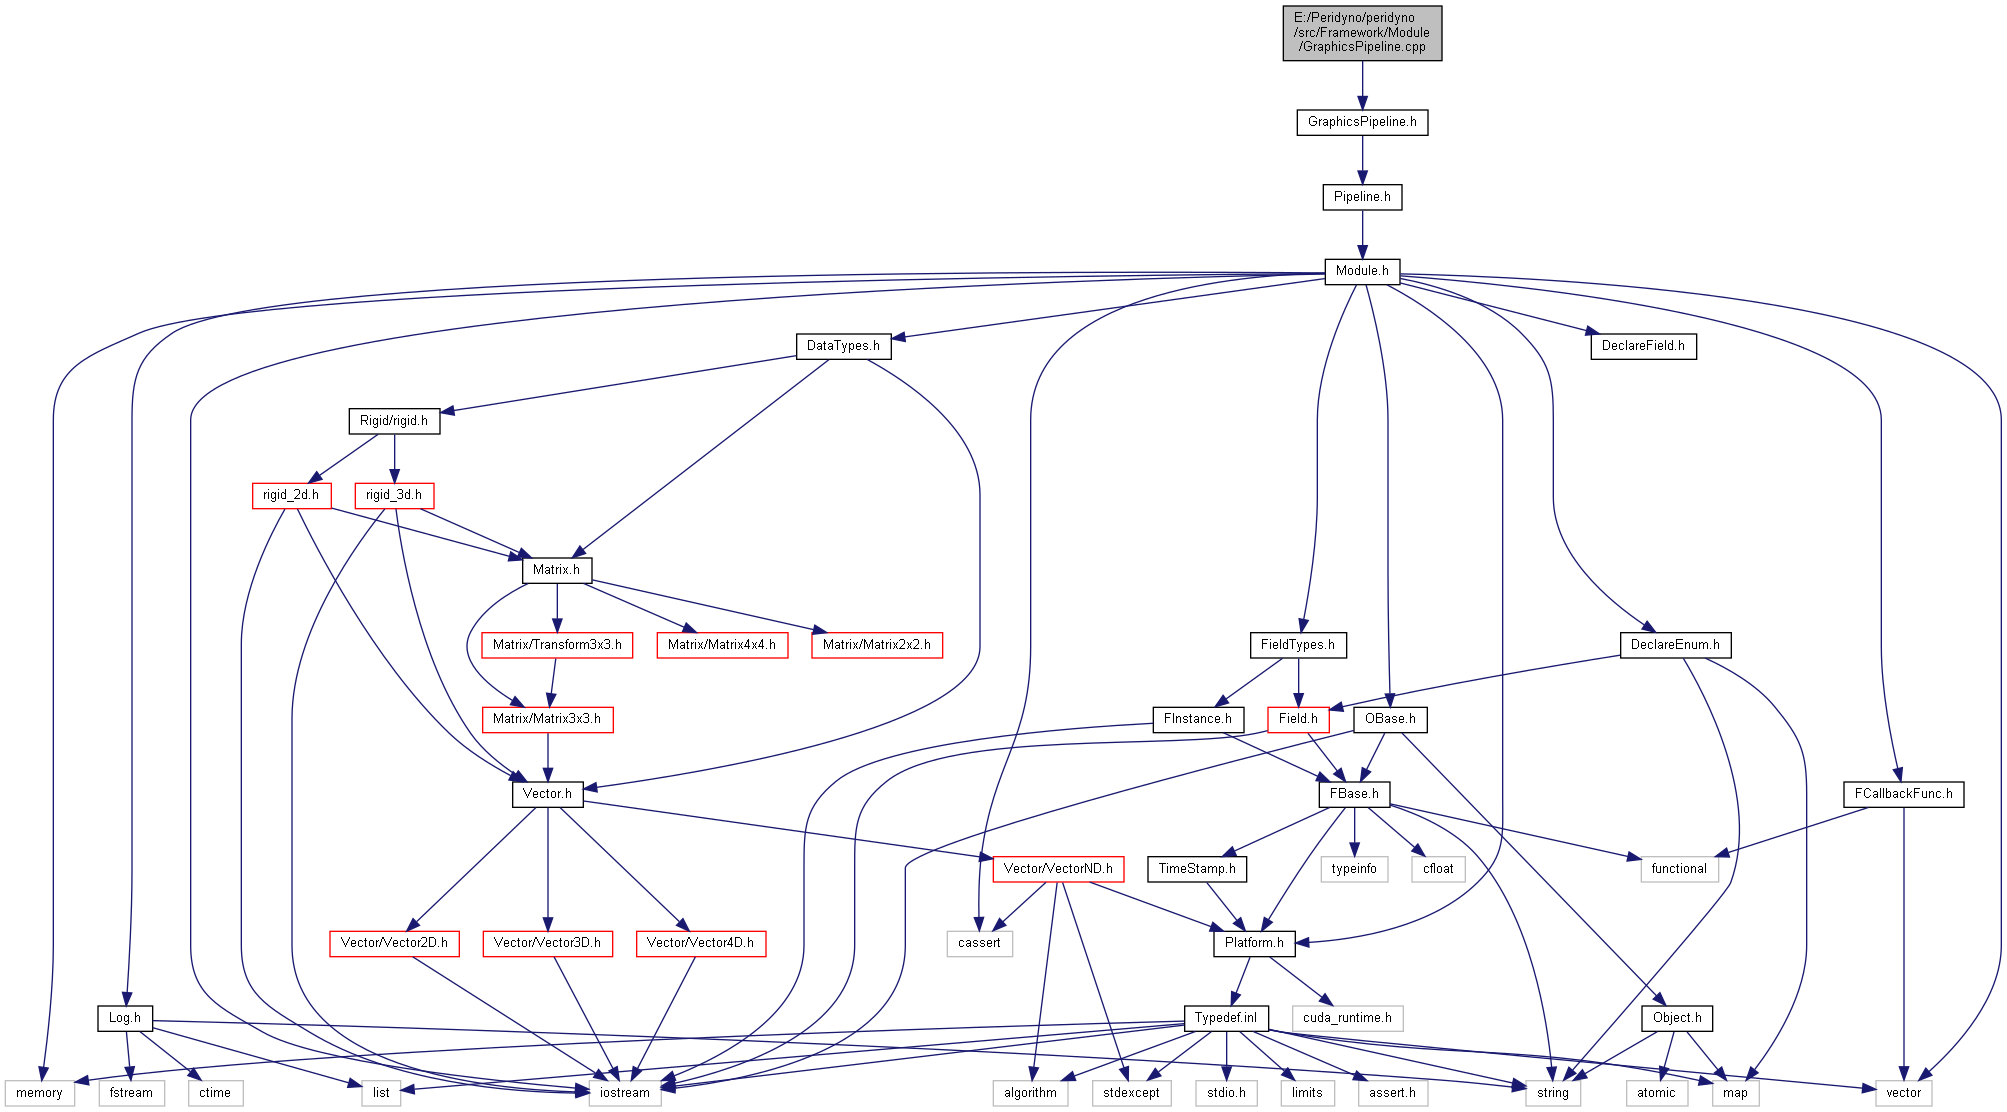 E:/Peridyno/peridyno
/src/Framework/Module
/GraphicsPipeline.cpp
GraphicsPipeline.h
Pipeline.h
Module.h
DataTypes.h
DeclareField.h
Rigid/rigid.h
rigid_2d.h
rigid_3d.h
Matrix.h
Matrix/Transform3x3.h
Matrix/Matrix4x4.h
Matrix/Matrix2x2.h
FieldTypes.h
DeclareEnum.h
Matrix/Matrix3x3.h
FInstance.h
Field.h
OBase.h
Vector.h
FBase.h
FCallbackFunc.h
Vector/VectorND.h
TimeStamp.h
typeinfo
cfloat
functional
Vector/Vector2D.h
Vector/Vector3D.h
Vector/Vector4D.h
cassert
Platform.h
Log.h
Typedef.inl
cuda_runtime.h
Object.h
memory
fstream
ctime
list
iostream
algorithm
stdexcept
stdio.h
limits
assert.h
string
atomic
map
vector